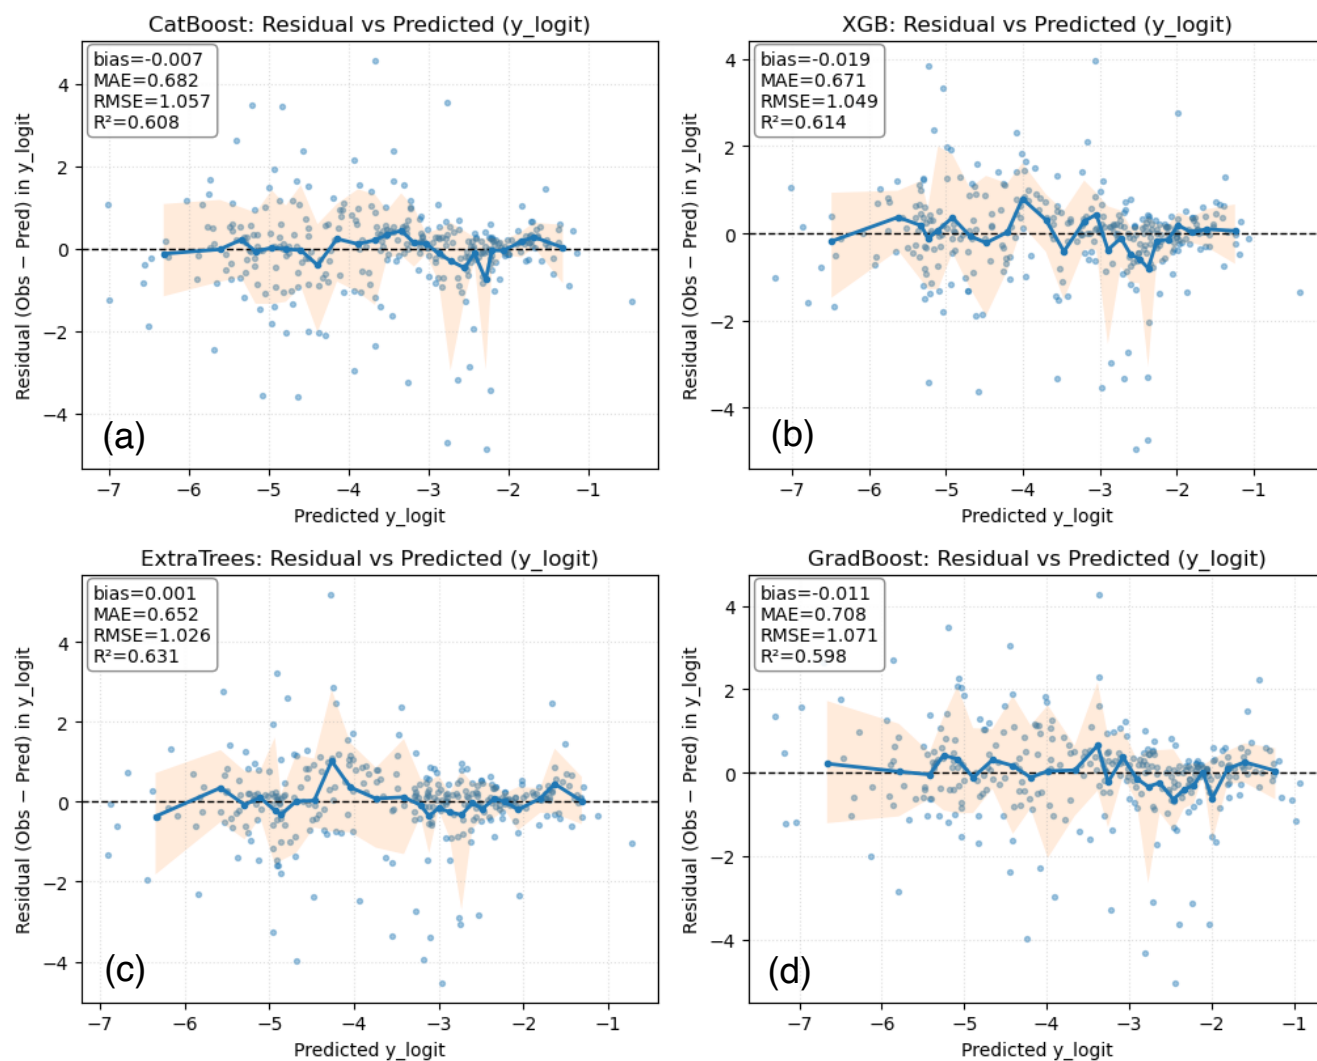 CatBoost: Residual vs Predicted (y_logit)
bias=-0.007
MAE=0.682
RMSE=1.057
R²=0.608
4
2
0
−2
−4
Residual (Obs − Pred) in y_logit
(a)
−7 −6 −5 −4 −3 −2 −1
Predicted y_logit
XGB: Residual vs Predicted (y_logit)
bias=-0.019
MAE=0.671
RMSE=1.049
R²=0.614
4
2
0
−2
−4
Residual (Obs − Pred) in y_logit
(b)
−7 −6 −5 −4 −3 −2 −1
Predicted y_logit
ExtraTrees: Residual vs Predicted (y_logit)
bias=0.001
MAE=0.652
RMSE=1.026
R²=0.631
4
2
0
−2
−4
Residual (Obs − Pred) in y_logit
(c)
−7 −6 −5 −4 −3 −2 −1
Predicted y_logit
GradBoost: Residual vs Predicted (y_logit)
bias=-0.011
MAE=0.708
RMSE=1.071
R²=0.598
4
2
0
−2
−4
Residual (Obs − Pred) in y_logit
(d)
−7 −6 −5 −4 −3 −2 −1
Predicted y_logit